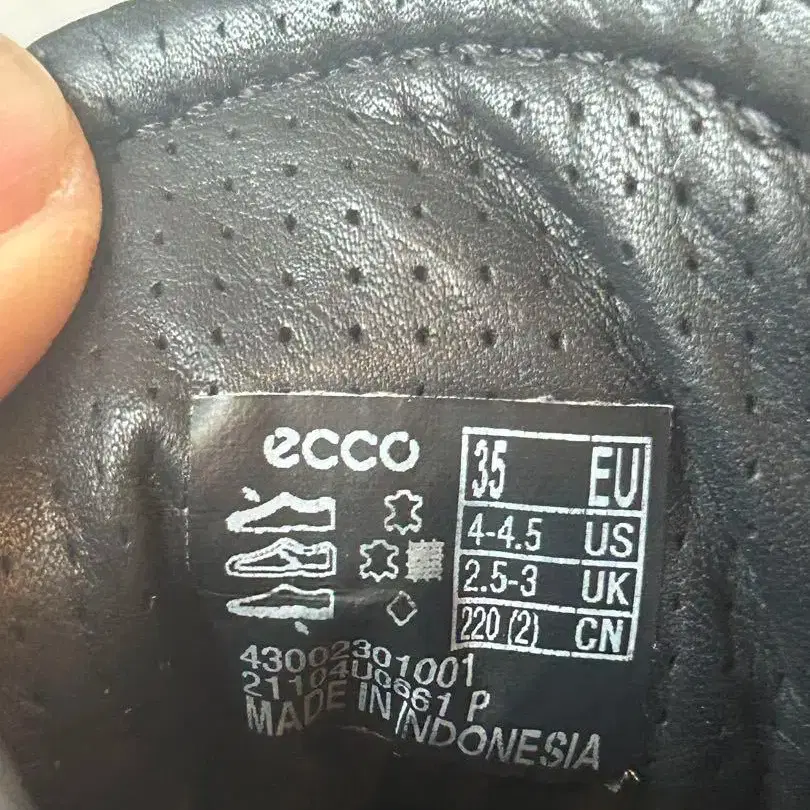 ecco
35 EU
4-4.5 US
2.5-3 UK
220 (2) CN
43002301001
21104U0661 P
MADE IN INDONESIA